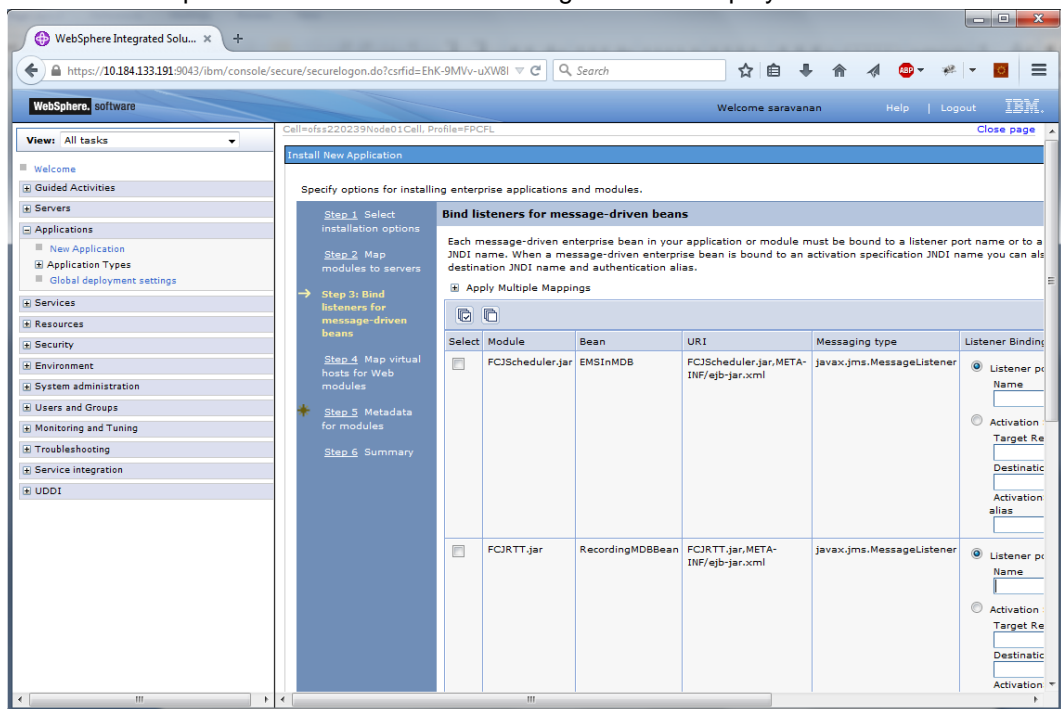 WebSphere Integrated Solu...
https://10.184.133.191:9043/ibm/console/secure/securelogon.do?csrfid=EhK-9MVv-uXW8I
Search
ABP
WebSphere. software
Welcome saravanan
Help | Logout
IBM.
View: All tasks
Cell=ofss220239Node01Cell, Profile=FPCFL
Close page
Welcome
Guided Activities
Servers
Applications
New Application
Application Types
Global deployment settings
Services
Resources
Security
Environment
System administration
Users and Groups
Monitoring and Tuning
Troubleshooting
Service integration
UDDI
Install New Application
Specify options for installing enterprise applications and modules.
Step 1 Select
installation options
Step 2 Map
modules to servers
Step 3: Bind
listeners for
message-driven
beans
Step 4 Map virtual
hosts for Web
modules
Step 5 Metadata
for modules
Step 6 Summary
Bind listeners for message-driven beans
Each message-driven enterprise bean in your application or module must be bound to a listener port name or to a
JNDI name. When a message-driven enterprise bean is bound to an activation specification JNDI name you can als
destination JNDI name and authentication alias.
Apply Multiple Mappings
Select Module Bean URI Messaging type Listener Binding
FCJScheduler.jar EMSInMDB FCJScheduler.jar,META-
INF/ejb-jar.xml
javax.jms.MessageListener
Listener po
Name
Activation
Target Re
Destinatic
Activation
alias
FCJRTT.jar RecordingMDBBean FCJRTT.jar,META-
INF/ejb-jar.xml
javax.jms.MessageListener
Listener po
Name
Activation
Target Re
Destinatic
Activation